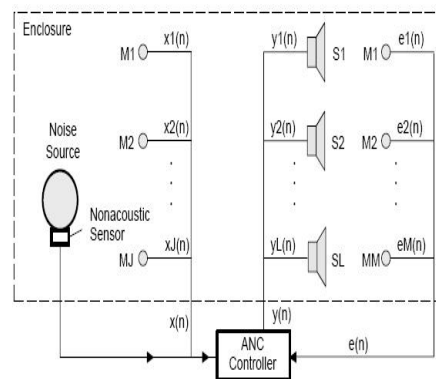 Enclosure
Noise
Source
Nonacoustic
Sensor
M1 x1(n)
M2 x2(n)
MJ xJ(n)
x(n)
y1(n) S1
y2(n) S2
yL(n) SL
y(n)
M1 e1(n)
M2 e2(n)
MM eM(n)
e(n)
ANC
Controller